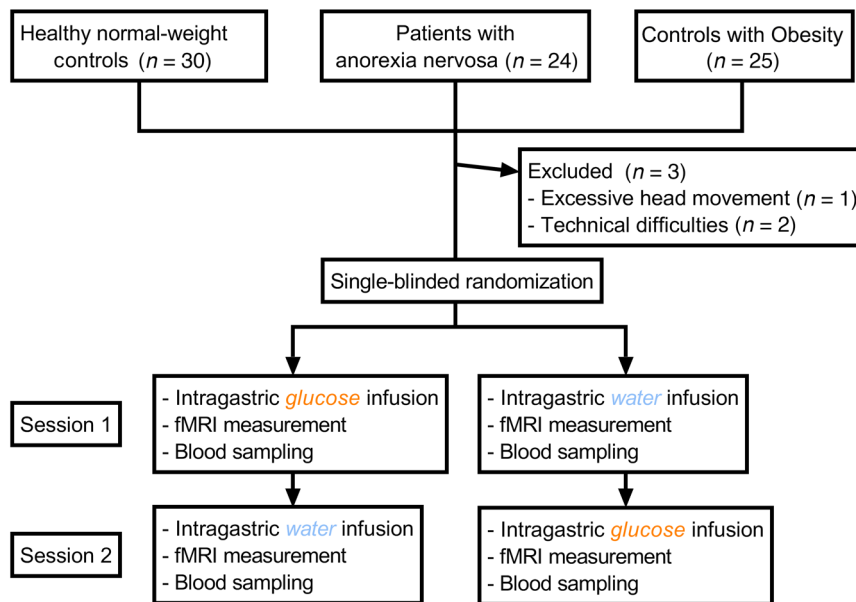 Healthy normal-weight
controls (n = 30)
Patients with
anorexia nervosa (n = 24)
Controls with Obesity
(n = 25)
Excluded (n = 3)
- Excessive head movement (n = 1)
- Technical difficulties (n = 2)
Single-blinded randomization
Session 1
- Intragastric glucose infusion
- fMRI measurement
- Blood sampling
- Intragastric water infusion
- fMRI measurement
- Blood sampling
Session 2
- Intragastric water infusion
- fMRI measurement
- Blood sampling
- Intragastric glucose infusion
- fMRI measurement
- Blood sampling